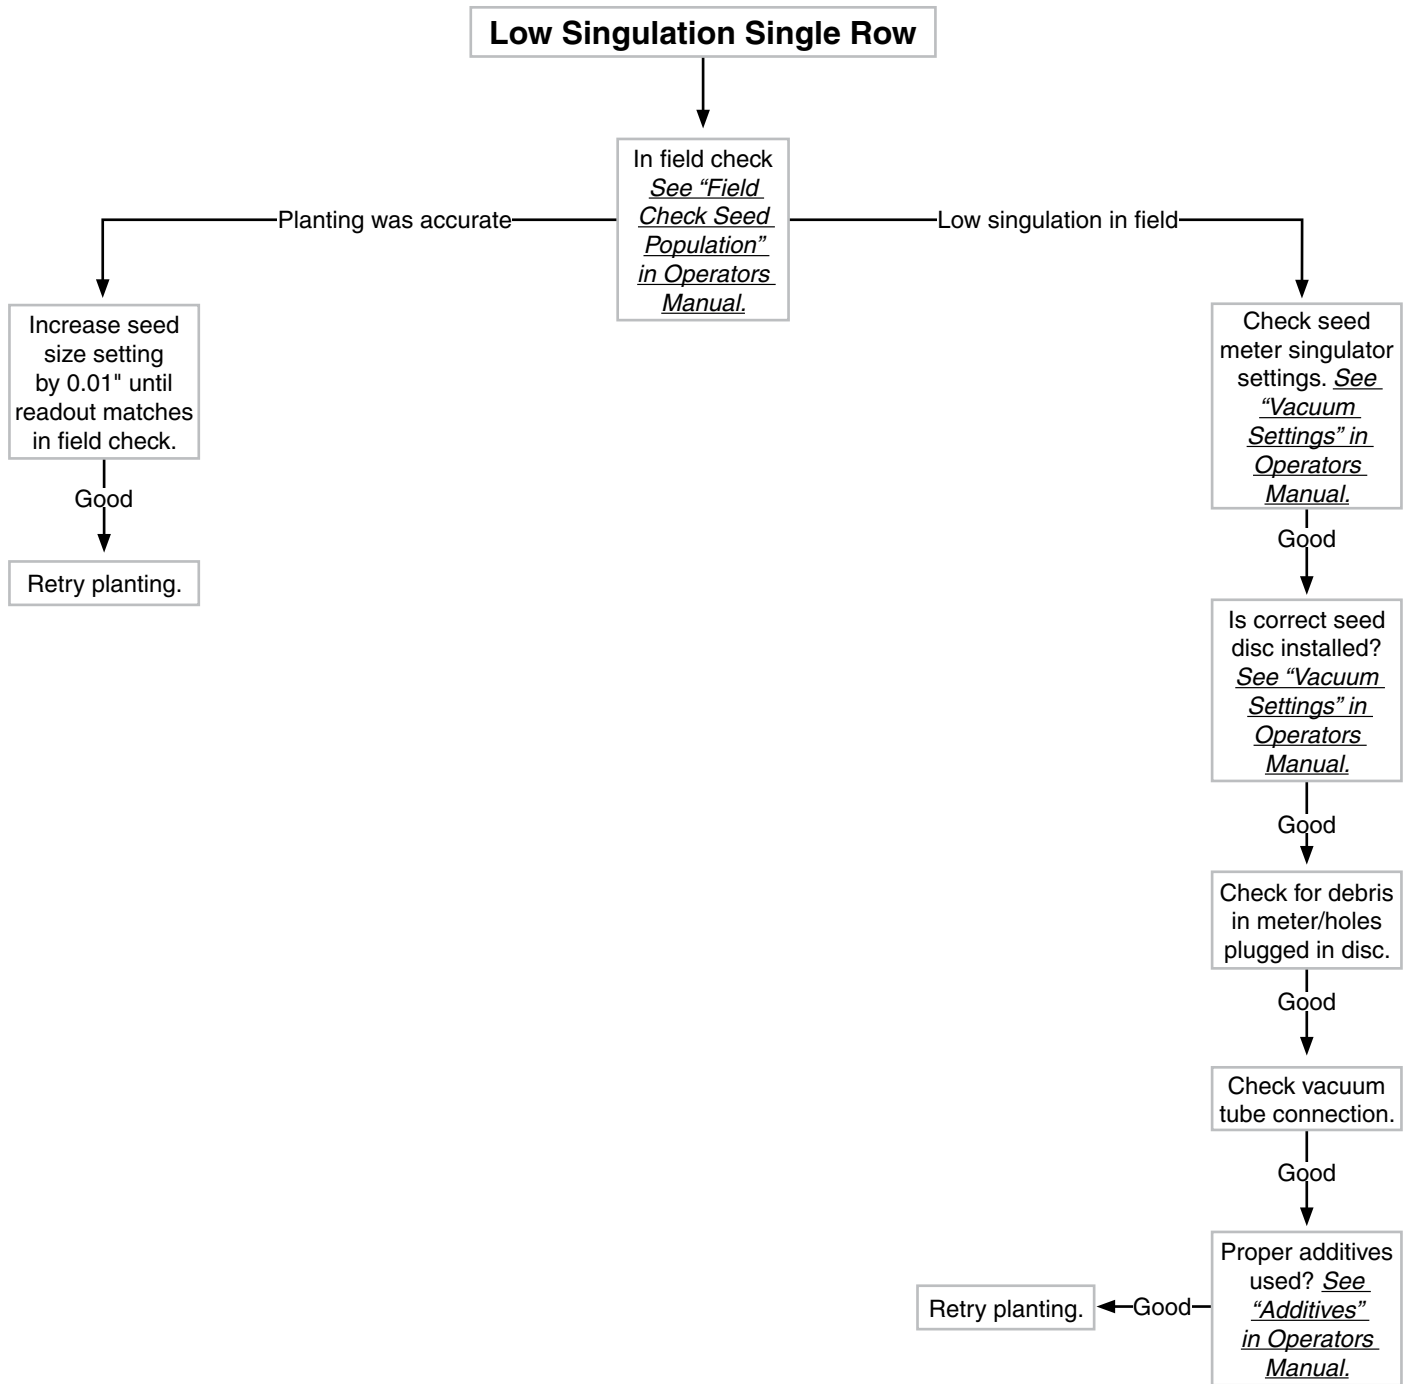 Low Singulation Single Row
In field check
See “Field
Check Seed
Population”
in Operators
Manual.
Planting was accurate
Low singulation in field
Increase seed
size setting
by 0.01" until
readout matches
in field check.
Good
Retry planting.
Check seed
meter singulator
settings. See
“Vacuum
Settings” in
Operators
Manual.
Good
Is correct seed
disc installed?
See “Vacuum
Settings” in
Operators
Manual.
Good
Check for debris
in meter/holes
plugged in disc.
Good
Check vacuum
tube connection.
Good
Proper additives
used? See
“Additives”
in Operators
Manual.
Good
Retry planting.